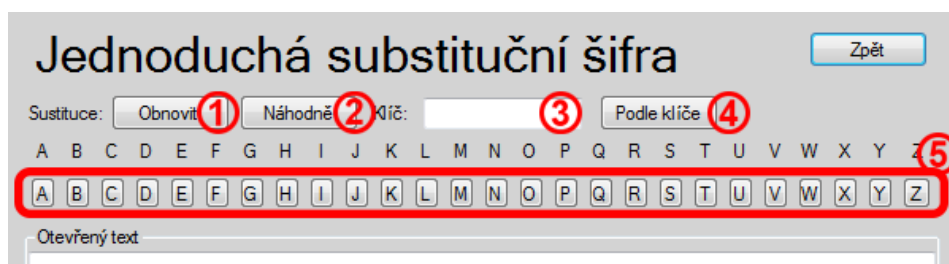 Jednoduchá substituční šifra Zpět
Sustituce: Obnovit 1 Náhodně 2 Klíč: 3 Podle klíče 4
A B C D E F G H I J K L M N O P Q R S T U V W X Y Z 5
A B C D E F G H I J K L M N O P Q R S T U V W X Y Z
Otevřený text